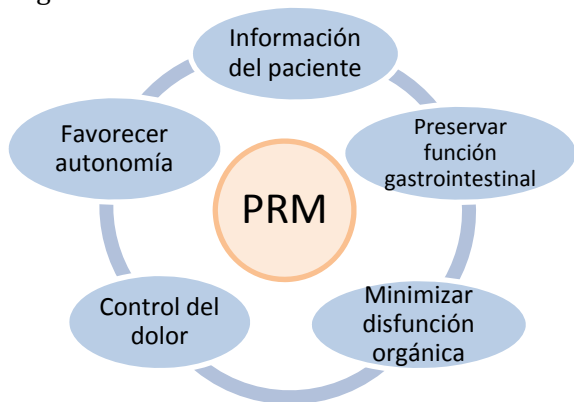 Información
del paciente
Favorecer
autonomía
Preservar
función
gastrointestinal
PRM
Control del
dolor
Minimizar
disfunción
orgánica